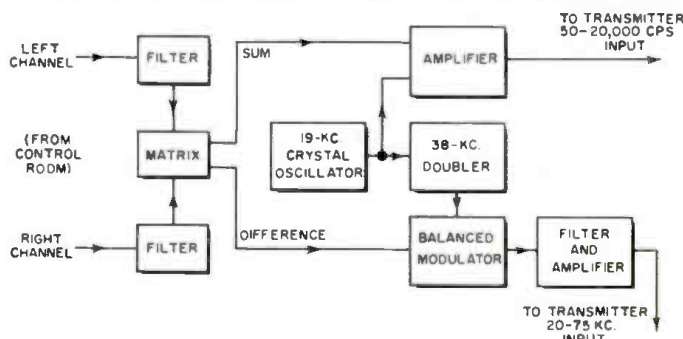 LEFT
CHANNEL
FILTER
SUM
AMPLIFIER
TO TRANSMITTER
50-20,000 CPS
INPUT
(FROM
CONTROL
ROOM)
MATRIX
19-KC
CRYSTAL
OSCILLATOR
38-KC.
DOUBLER
RIGHT
CHANNEL
FILTER
DIFFERENCE
BALANCED
MODULATOR
FILTER
AND
AMPLIFIER
TO TRANSMITTER
20-75 KC.
INPUT